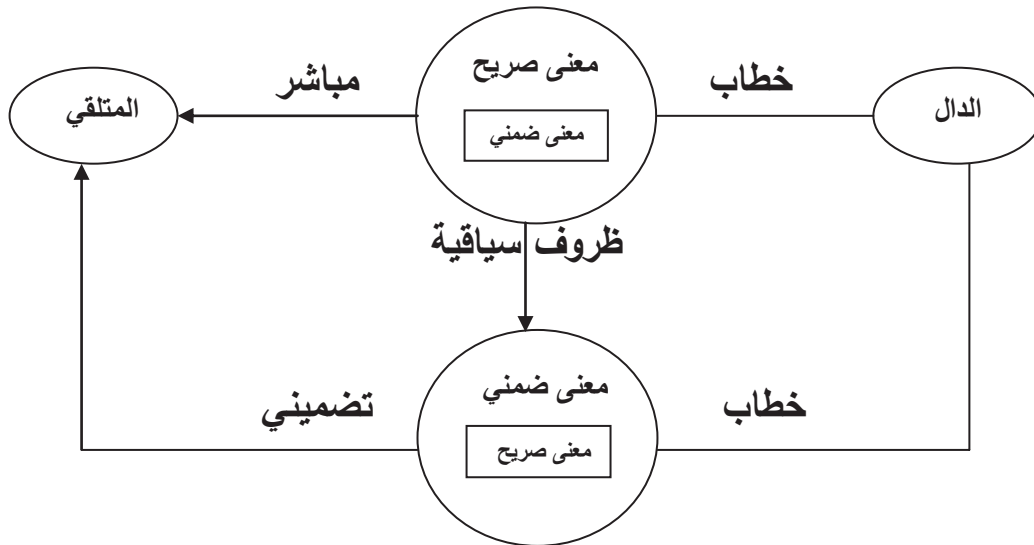 معنى صريح
خطاب
مباشر
الدال
المتلقي
معنى ضمني
ظروف سياقية
معنى ضمني
خطاب
تضميني
معنى صريح